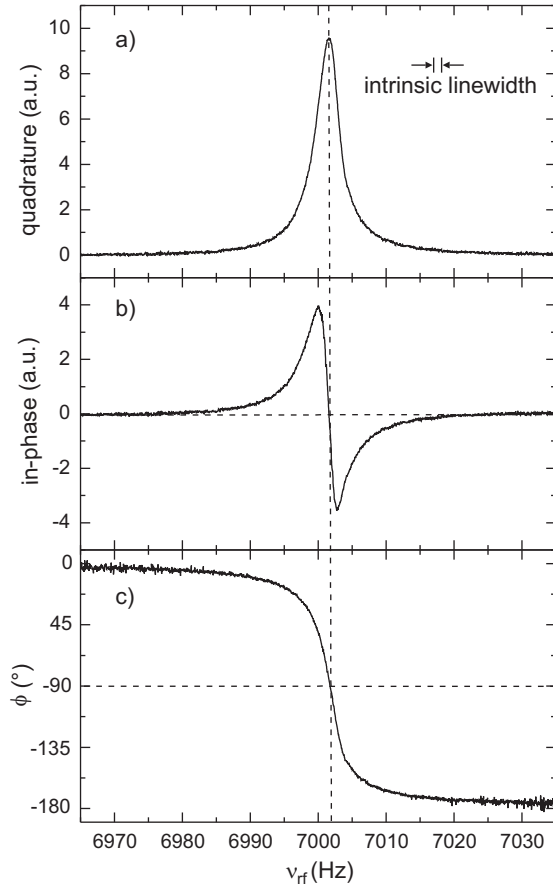 a)
intrinsic linewidth
quadrature (a.u.)
10
8
6
4
2
0
b)
in-phase (a.u.)
4
2
0
-2
-4
c)
ϕ (°)
0
-45
-90
-135
-180
6970 6980 6990 7000 7010 7020 7030
νrf (Hz)